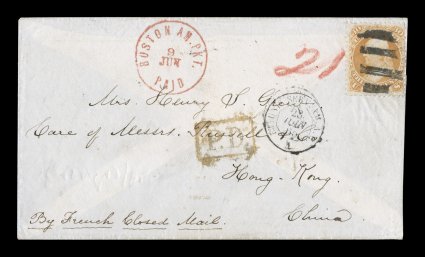 BOSTON AM. PKT.
9
JUN
PAID
21
Mrs. Henry S. Grew
Care of Messrs. Russell & Co
P.D.
Hong-Kong.
China.
By French Closed Mail.